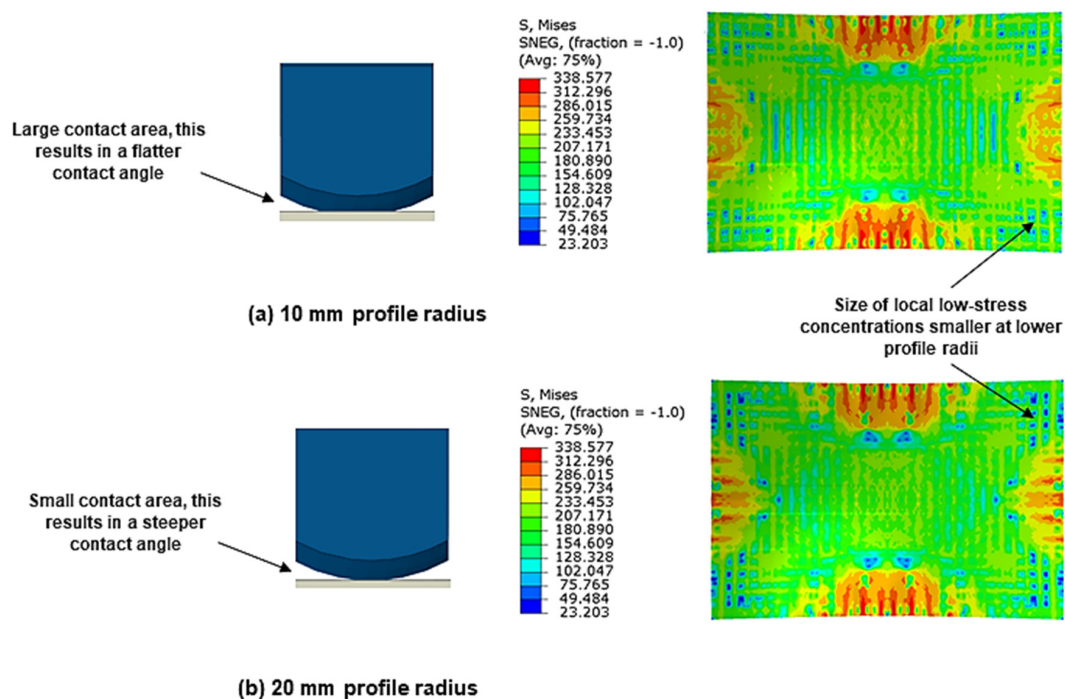 Large contact area, this
results in a flatter
contact angle
S, Mises
SNEG, (fraction = -1.0)
(Avg: 75%)
338.577
312.296
286.015
259.734
233.453
207.171
180.890
154.609
128.328
102.047
75.765
49.484
23.203
(a) 10 mm profile radius
Size of local low-stress
concentrations smaller at lower
profile radii
Small contact area, this
results in a steeper
contact angle
S, Mises
SNEG, (fraction = -1.0)
(Avg: 75%)
338.577
312.296
286.015
259.734
233.453
207.171
180.890
154.609
128.328
102.047
75.765
49.484
23.203
(b) 20 mm profile radius